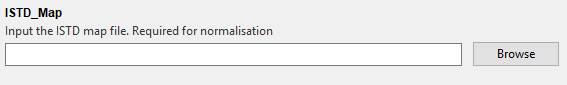 ISTD_Map
Input the ISTD map file. Required for normalisation
Browse